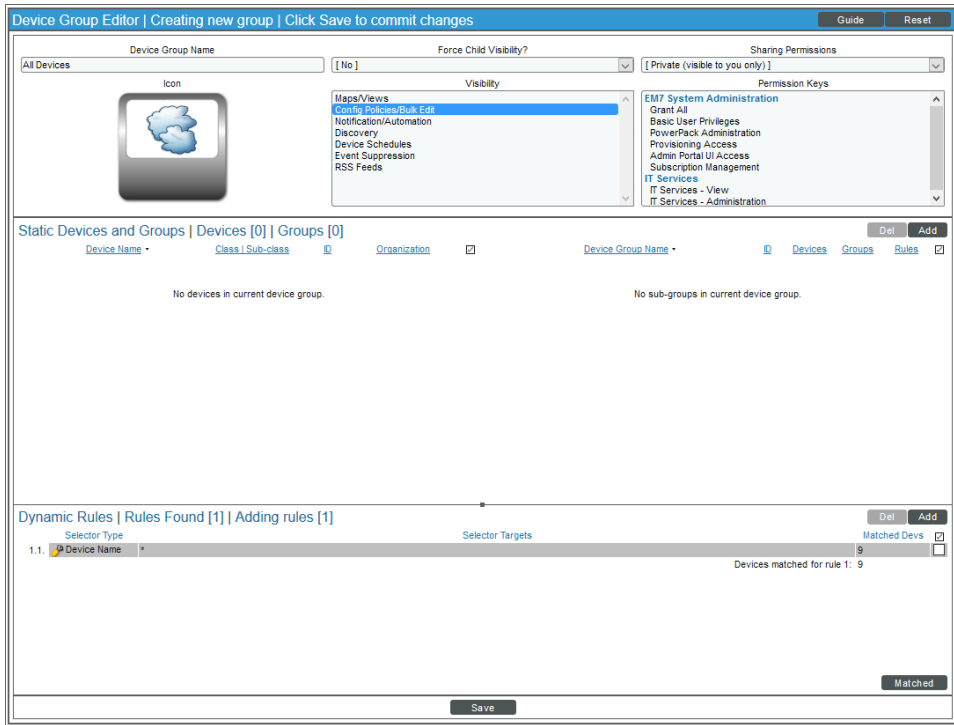 Device Group Editor | Creating new group | Click Save to commit changes Guide Reset
Device Group Name Force Child Visibility? Sharing Permissions
All Devices [ No ] [ Private (visible to you only) ]
Icon Visibility Permission Keys
Maps/Views
Config Policies/Bulk Edit
Notification/Automation
Discovery
Device Schedules
Event Suppression
RSS Feeds
EM7 System Administration
Grant All
Basic User Privileges
PowerPack Administration
Provisioning Access
Admin Portal UI Access
Subscription Management
IT Services
IT Services - View
IT Services - Administration
Static Devices and Groups | Devices [0] | Groups [0] Del Add
Device Name Class | Sub-class ID Organization Device Group Name ID Devices Groups Rules
No devices in current device group. No sub-groups in current device group.
Dynamic Rules | Rules Found [1] | Adding rules [1] Del Add
Selector Type Selector Targets Matched Devs
1.1. Device Name * 9
Devices matched for rule 1: 9
Matched
Save